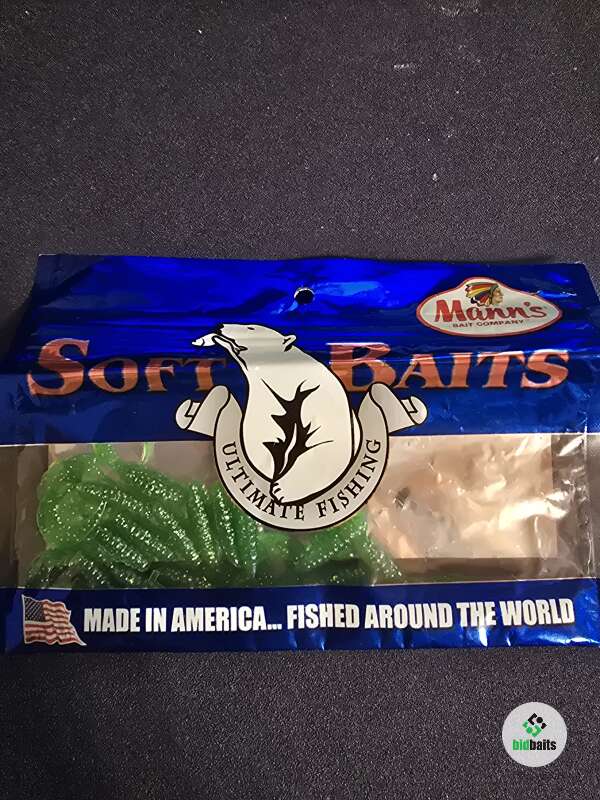 Mann's
BAIT COMPANY
SOFT BAITS
ULTIMATE FISHING
MADE IN AMERICA... FISHED AROUND THE WORLD
bidbaits